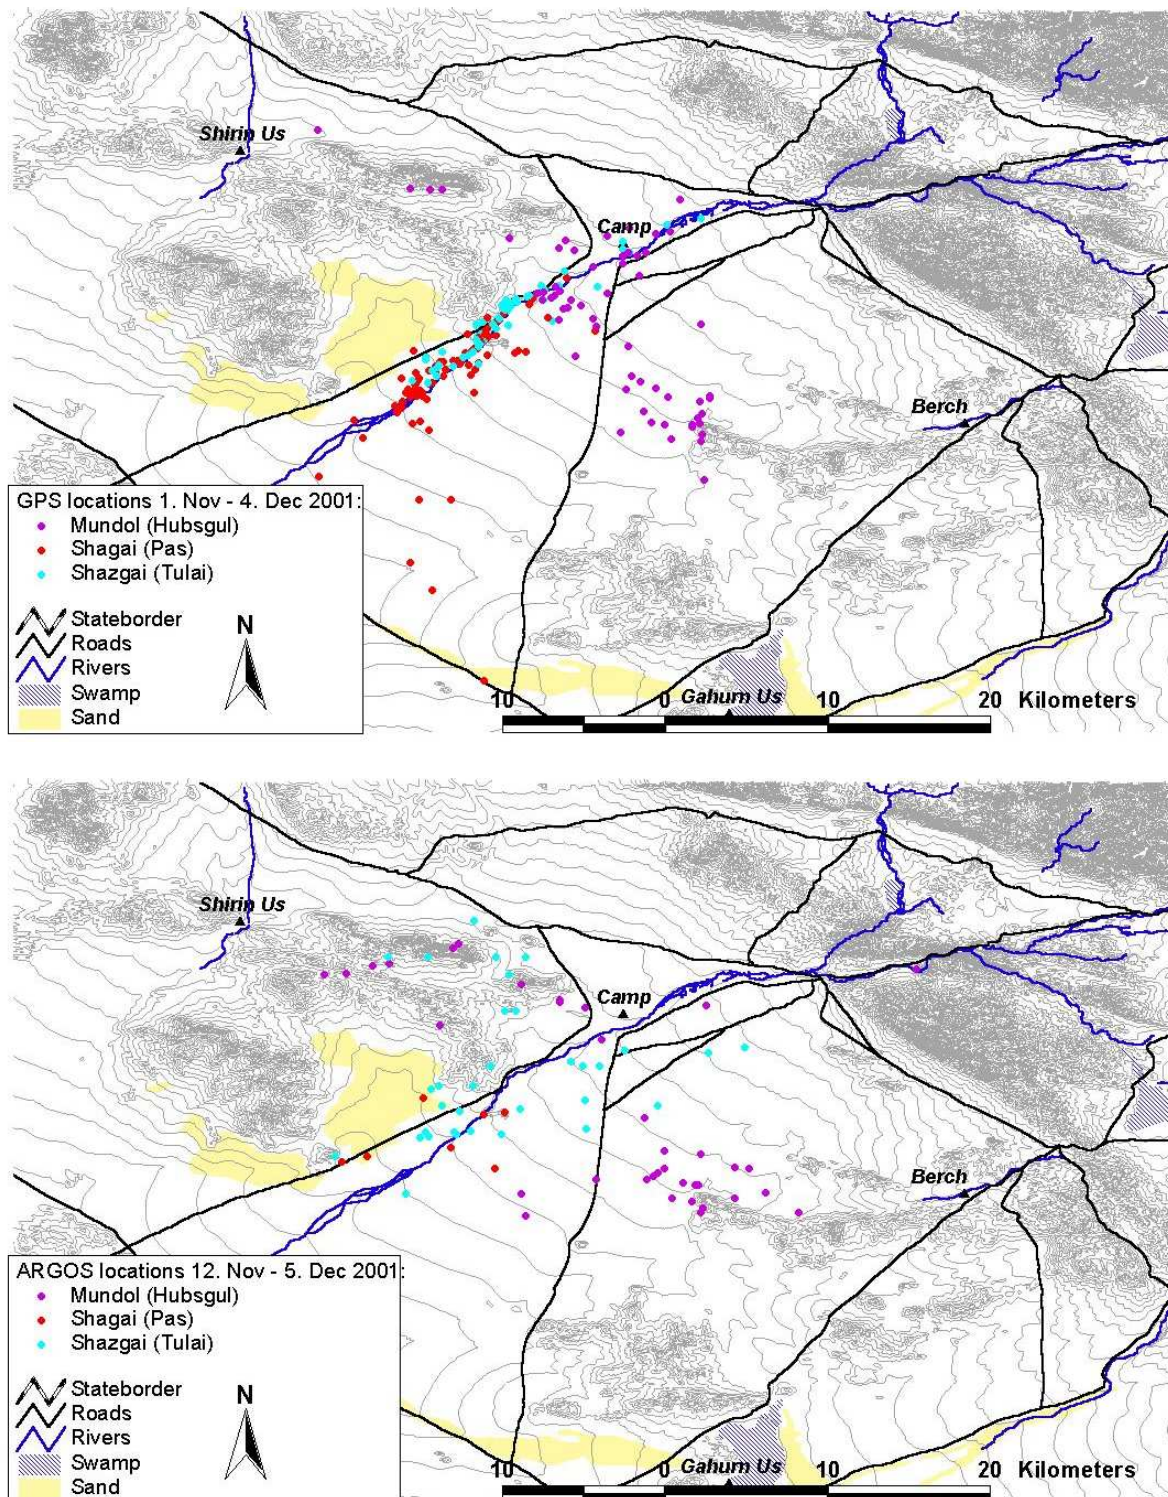 Shirin Us
Camp
Berch
GPS locations 1. Nov - 4. Dec 2001:
Mundol (Hubsgul)
Shagai (Pas)
Shazgai (Tulai)
Stateborder
Roads
Rivers
Swamp
Sand
N
Gahurn Us
10 0 10 20 Kilometers
Shirin Us
Camp
Berch
ARGOS locations 12. Nov - 5. Dec 2001:
Mundol (Hubsgul)
Shagai (Pas)
Shazgai (Tulai)
Stateborder
Roads
Rivers
Swamp
Sand
N
Gahurn Us
10 0 10 20 Kilometers